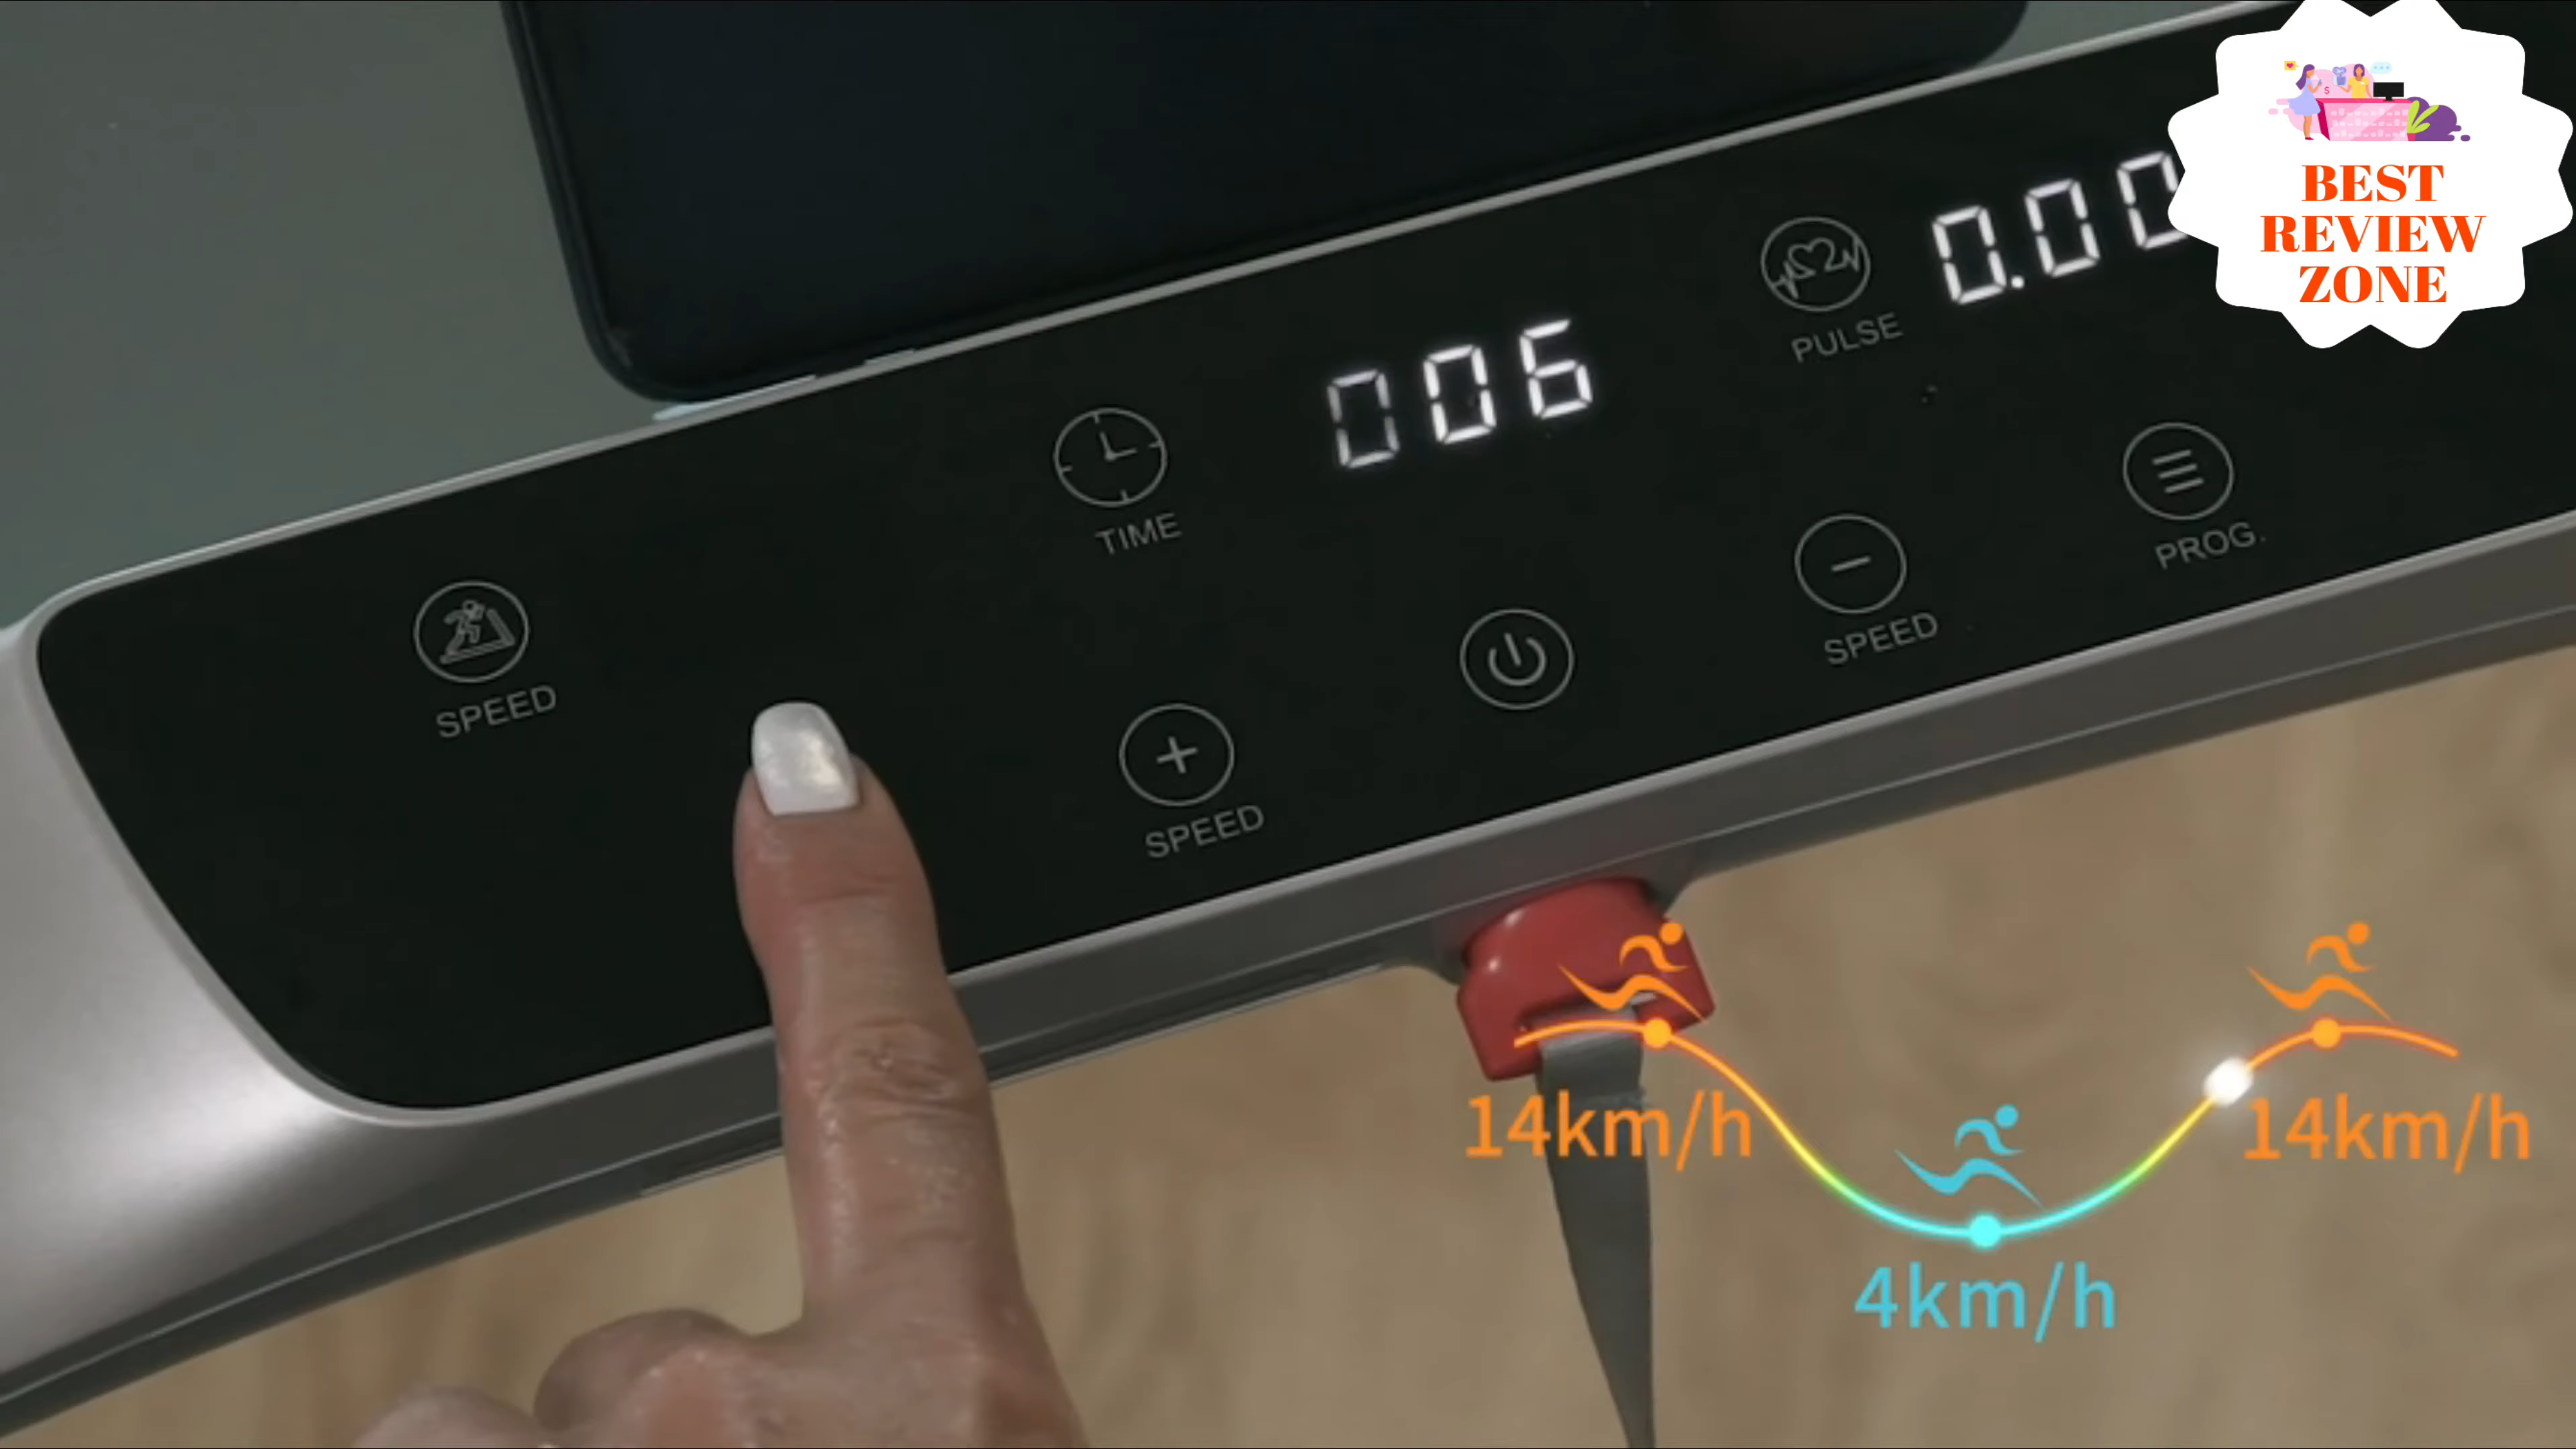 BEST
REVIEW
ZONE
0.00
PULSE
006
TIME
PROG.
SPEED
SPEED
SPEED
14km/h
14km/h
4km/h